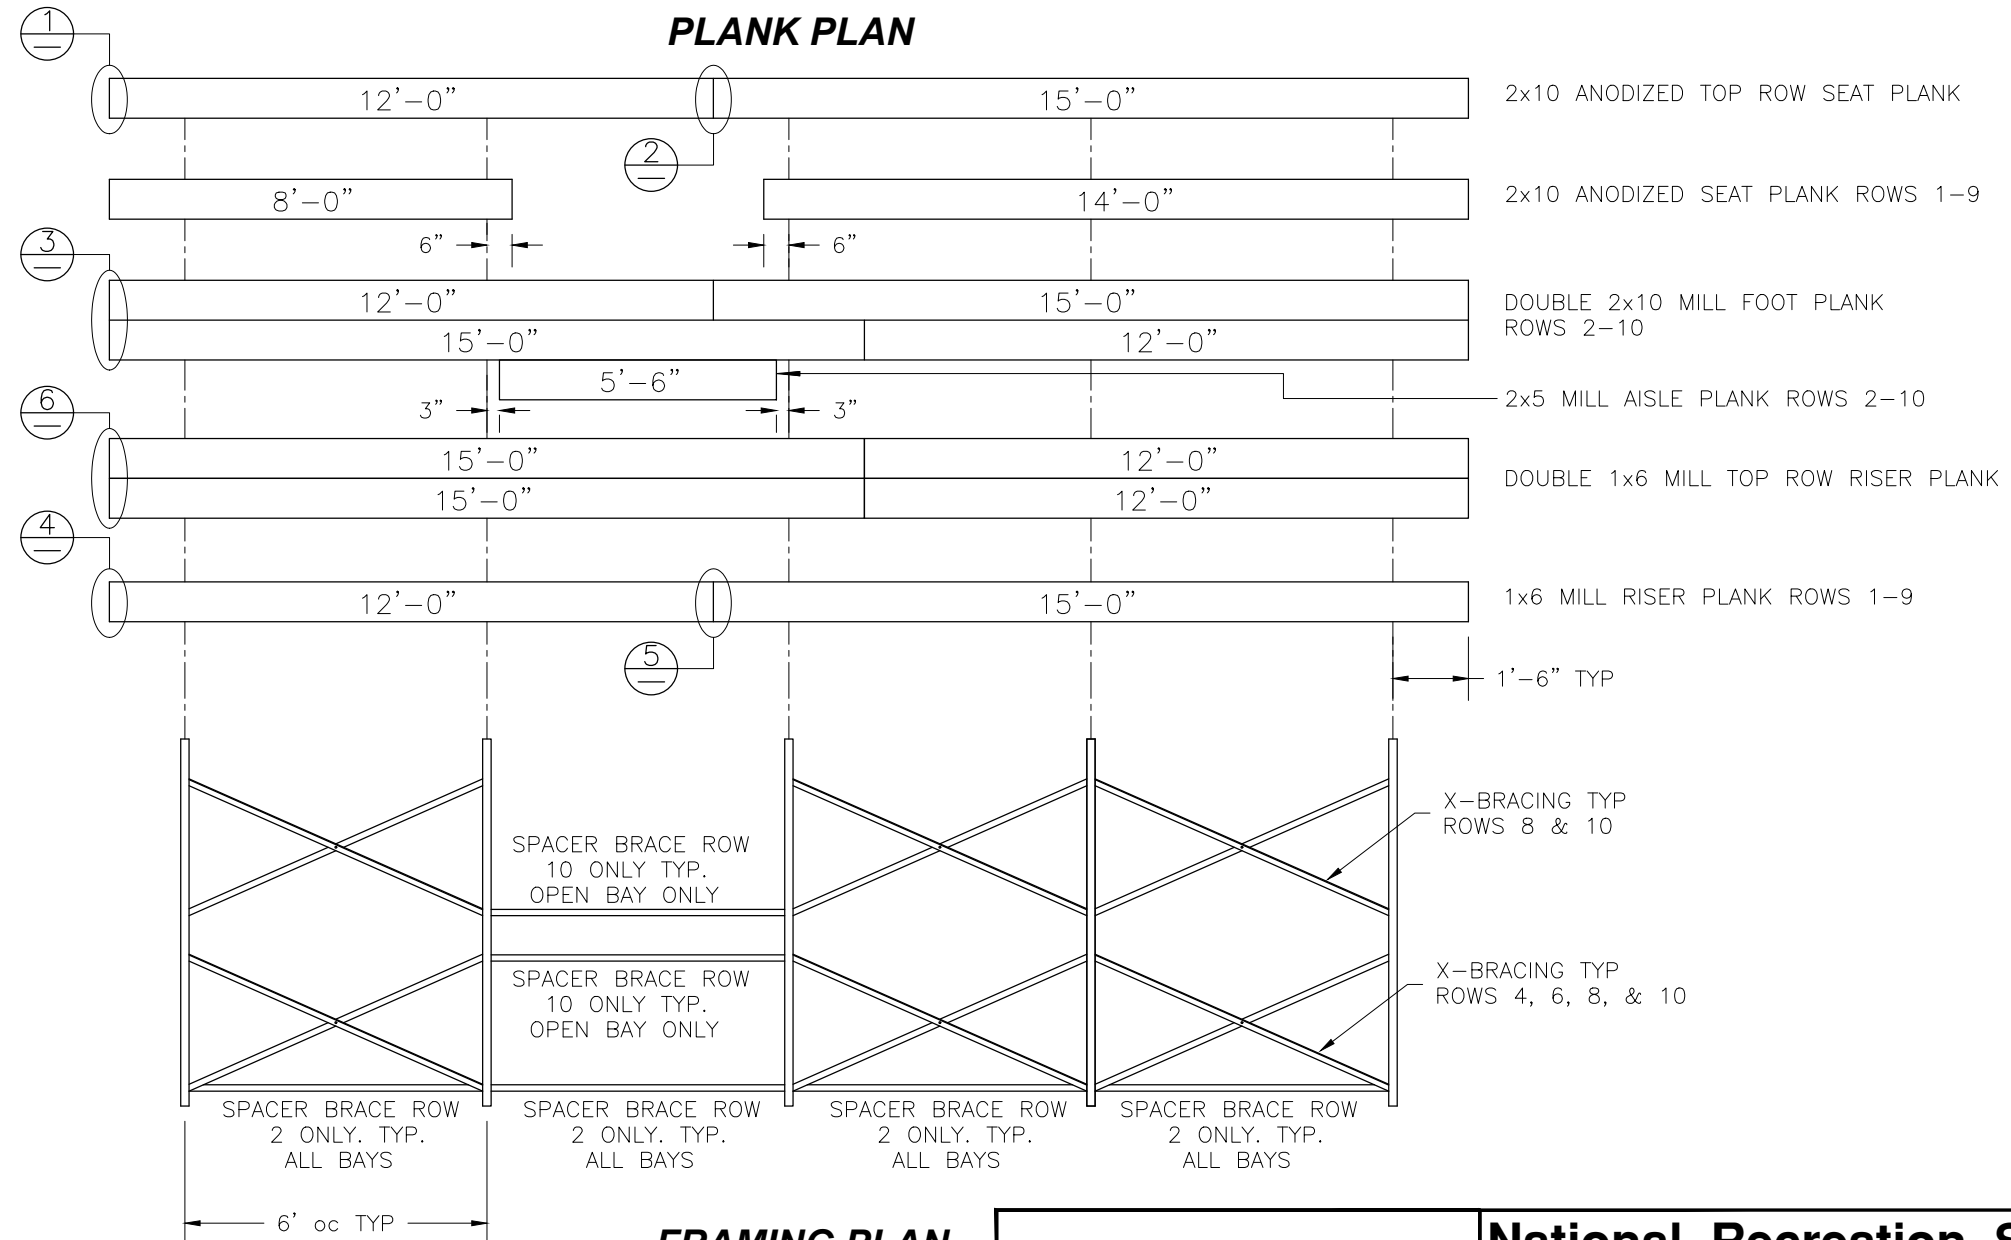 PLANK PLAN
1
12'-0"
15'-0"
2x10 ANODIZED TOP ROW SEAT PLANK
2
8'-0"
14'-0"
2x10 ANODIZED SEAT PLANK ROWS 1-9
6"
6"
3
12'-0"
15'-0"
DOUBLE 2x10 MILL FOOT PLANK
ROWS 2-10
15'-0"
12'-0"
5'-6"
2x5 MILL AISLE PLANK ROWS 2-10
3"
3"
6
15'-0"
12'-0"
DOUBLE 1x6 MILL TOP ROW RISER PLANK
15'-0"
12'-0"
4
12'-0"
15'-0"
1x6 MILL RISER PLANK ROWS 1-9
5
1'-6" TYP
X-BRACING TYP
ROWS 8 & 10
SPACER BRACE ROW
10 ONLY TYP.
OPEN BAY ONLY
SPACER BRACE ROW
10 ONLY TYP.
OPEN BAY ONLY
X-BRACING TYP
ROWS 4, 6, 8, & 10
SPACER BRACE ROW
2 ONLY. TYP.
ALL BAYS
SPACER BRACE ROW
2 ONLY. TYP.
ALL BAYS
SPACER BRACE ROW
2 ONLY. TYP.
ALL BAYS
SPACER BRACE ROW
2 ONLY. TYP.
ALL BAYS
6' oc TYP
FRAMING PLAN
National Recreation S